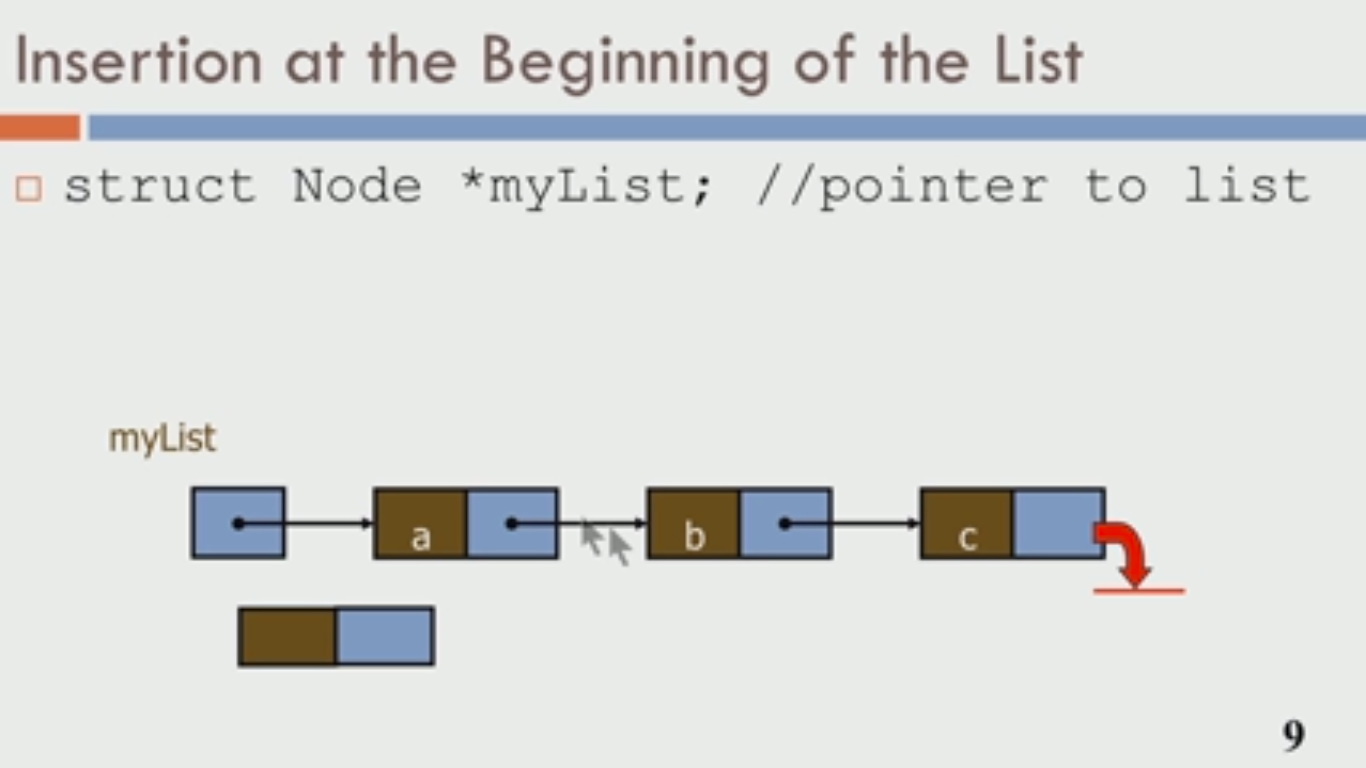 Insertion at the Beginning of the List
struct Node *myList; //pointer to list
myList
a
b
c
9